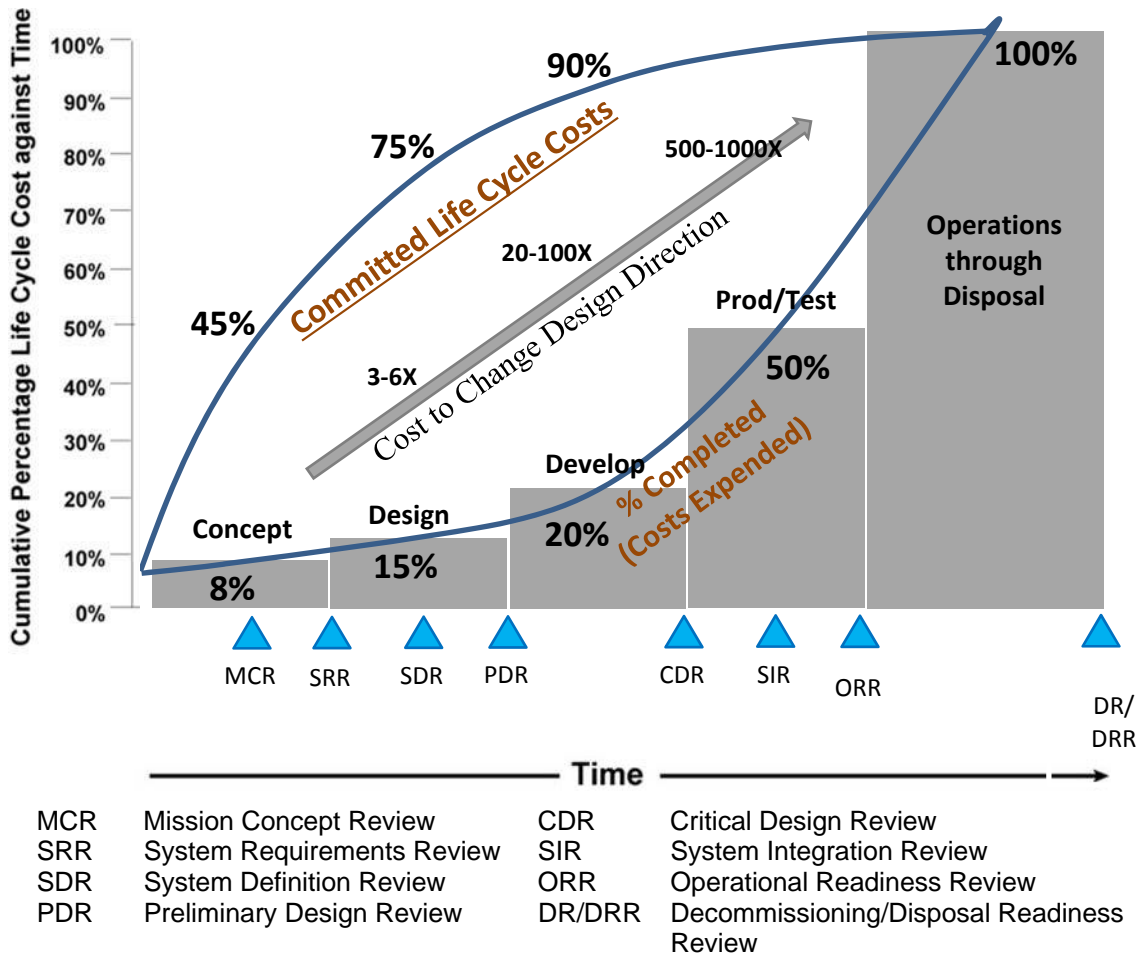 Cumulative Percentage Life Cycle Cost against Time
100%
90%
80%
70%
60%
50%
40%
30%
20%
10%
0%
45%
75%
90%
100%
Committed Life Cycle Costs
500-1000X
20-100X
3-6X
Cost to Change Design Direction
Operations
through
Disposal
Prod/Test
50%
Develop
20%
% Completed
(Costs Expended)
Design
15%
Concept
8%
MCR
SRR
SDR
PDR
CDR
SIR
ORR
DR/
DRR
Time
MCR Mission Concept Review CDR Critical Design Review
SRR System Requirements Review SIR System Integration Review
SDR System Definition Review ORR Operational Readiness Review
PDR Preliminary Design Review DR/DRR Decommissioning/Disposal Readiness
Review